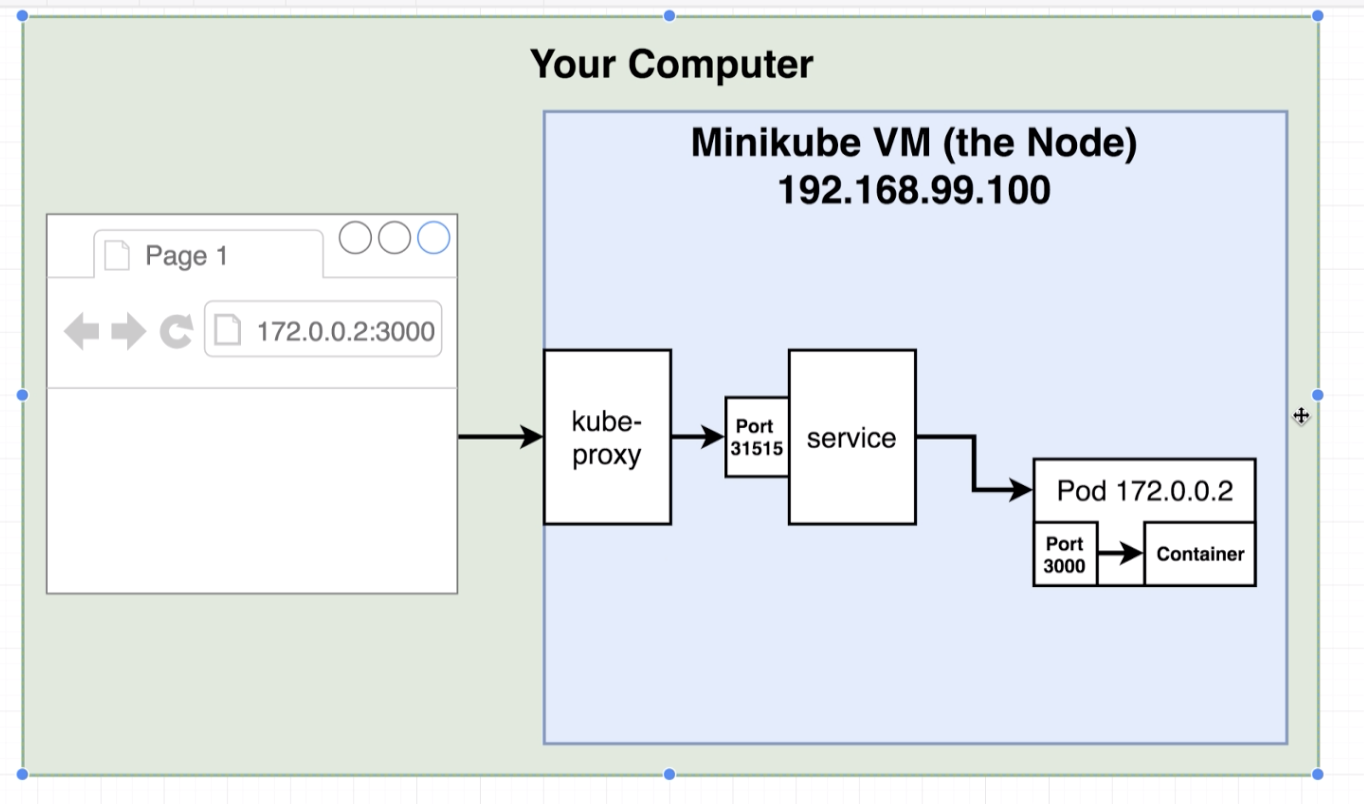 Your Computer
Minikube VM (the Node)
192.168.99.100
Page 1
172.0.0.2:3000
kube-
proxy
Port
31515
service
Pod 172.0.0.2
Port
3000
Container